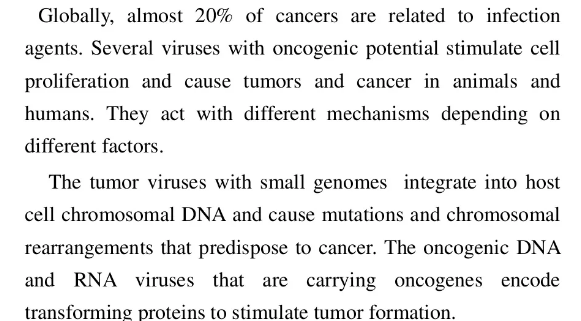 Globally, almost 20% of cancers are related to infection
agents. Several viruses with oncogenic potential stimulate cell
proliferation and cause tumors and cancer in animals and
humans. They act with different mechanisms depending on
different factors.
The tumor viruses with small genomes integrate into host
cell chromosomal DNA and cause mutations and chromosomal
rearrangements that predispose to cancer. The oncogenic DNA
and RNA viruses that are carrying oncogenes encode
transforming proteins to stimulate tumor formation.